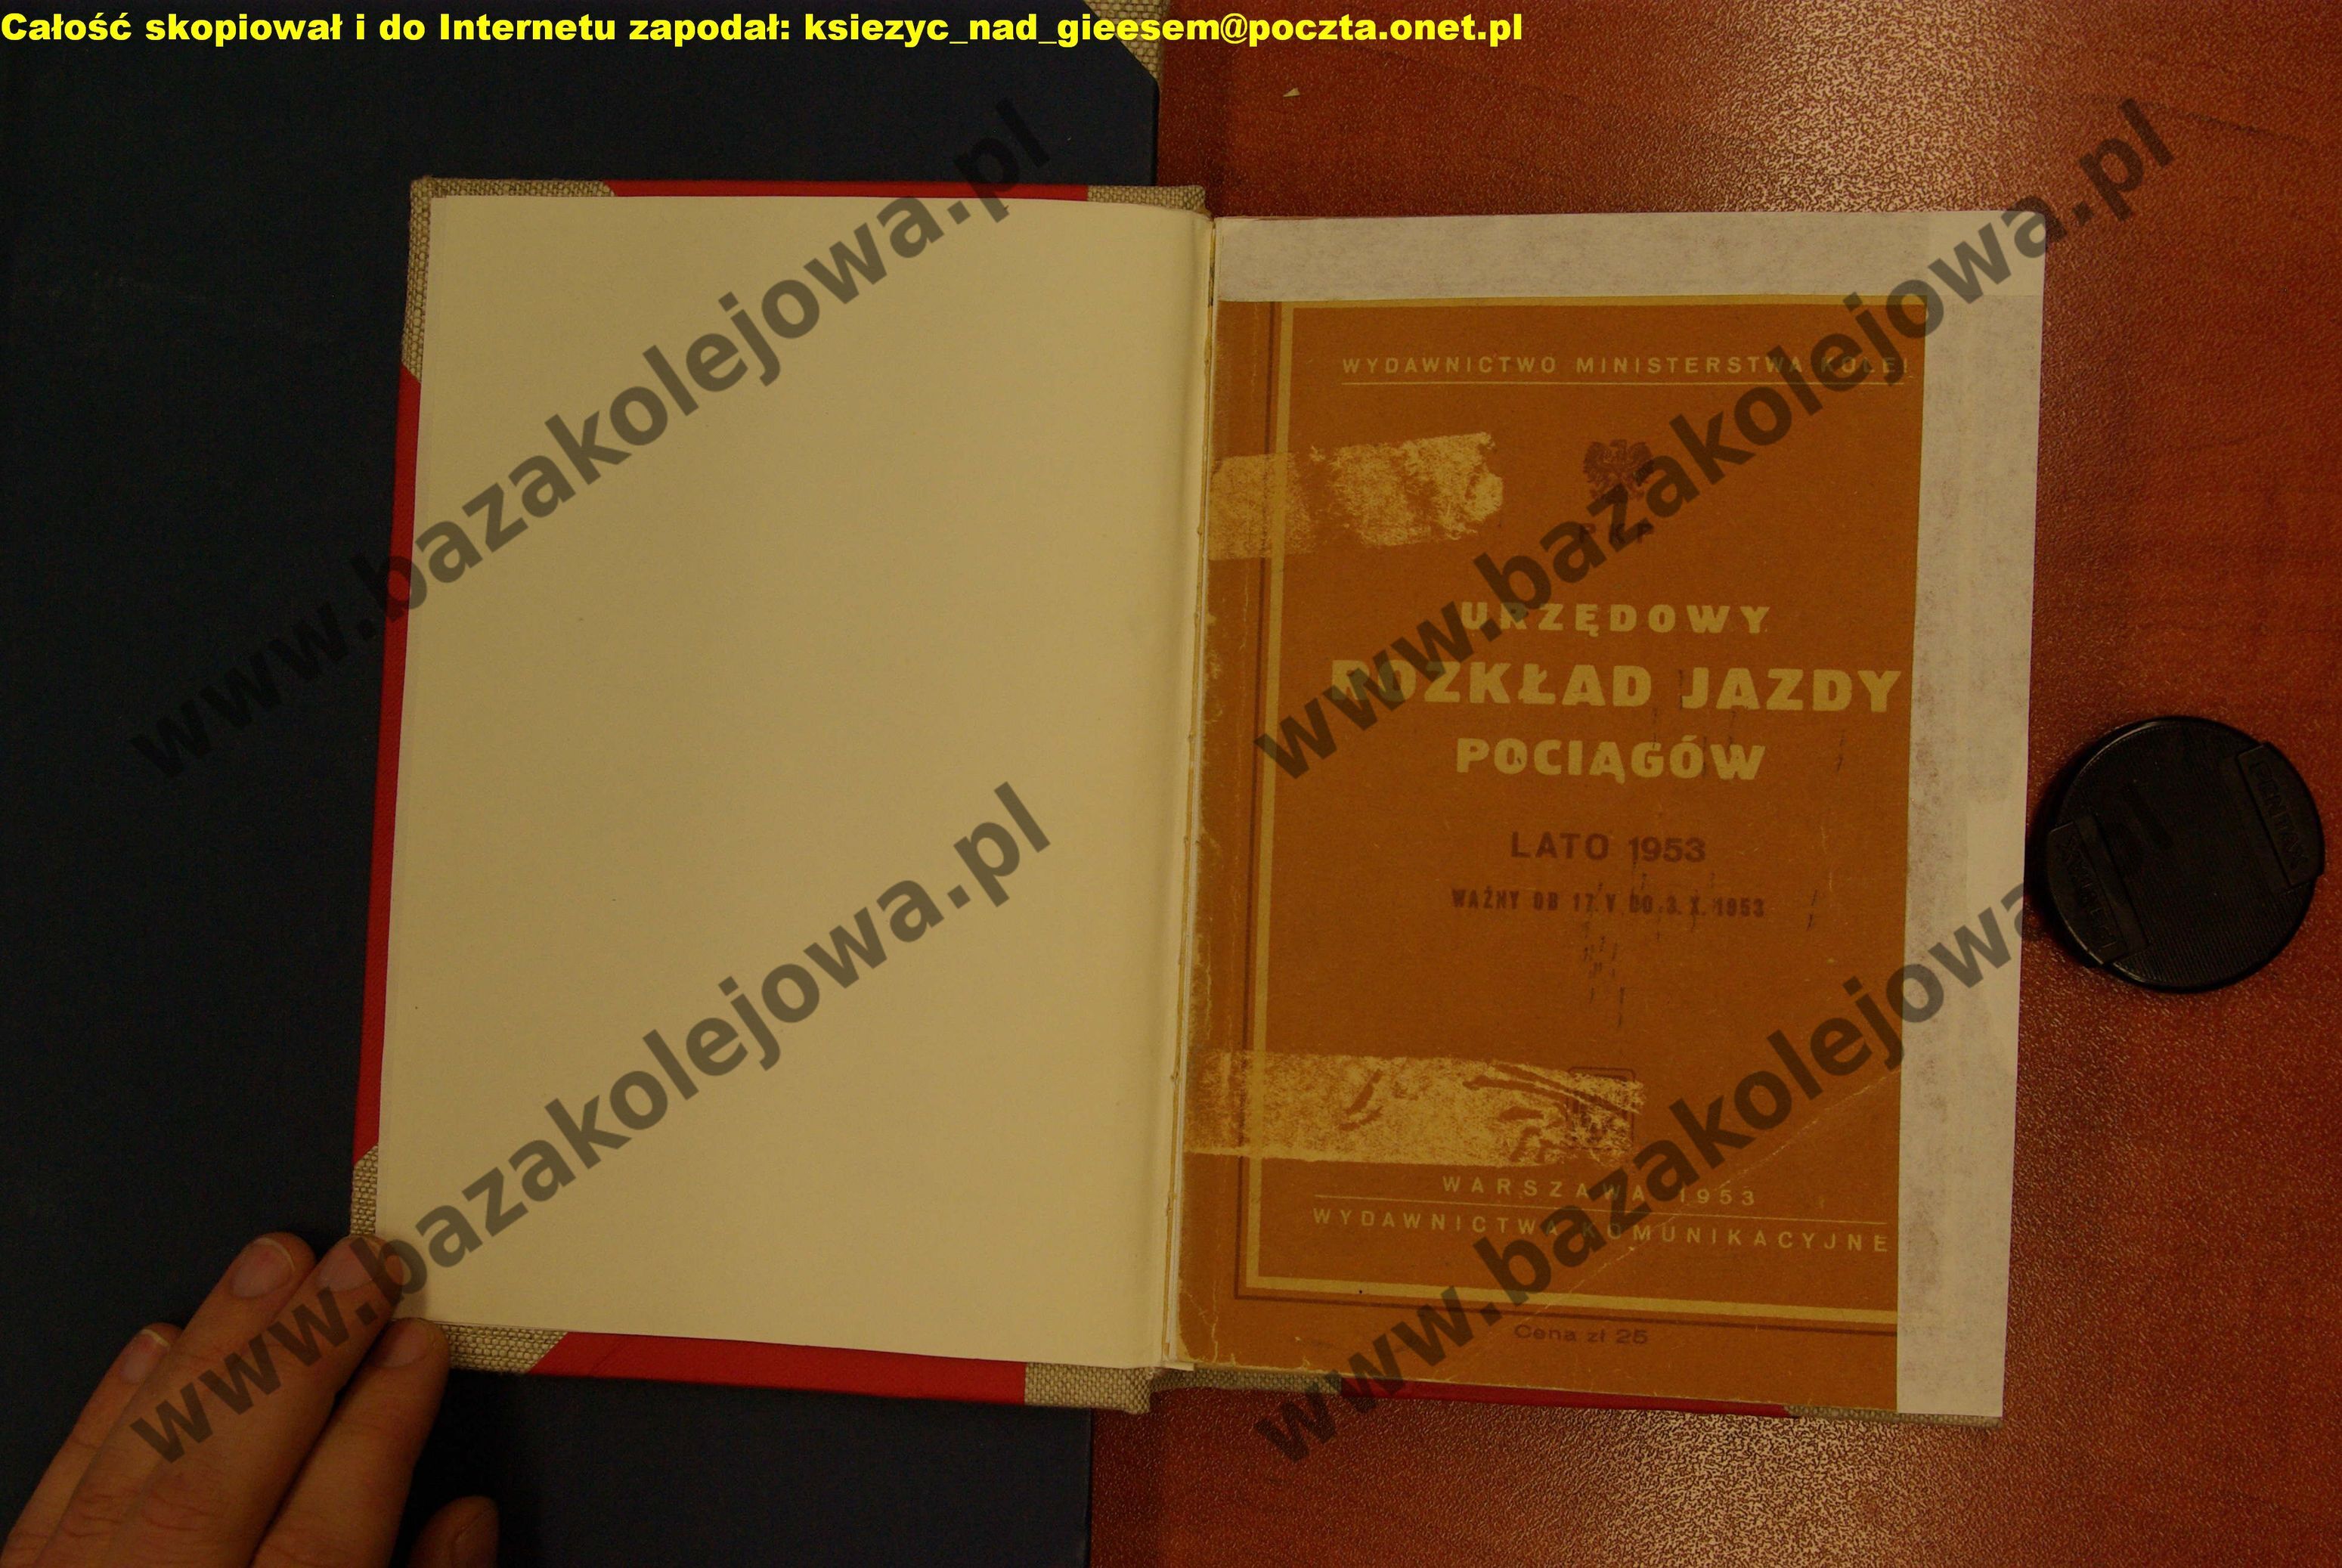 Całość skopiował i do Internetu zapodał: ksiezyc_nad_gieesem@poczta.onet.pl
www.bazakolejowa.pl
www.bazakolejowa.pl
WYDAWNICTWO MINISTERSTWA KOLEI
PKP
URZĘDOWY
ROZKŁAD JAZDY
POCIĄGÓW
LATO 1953
WAŻNY OD 17.V DO 3.X.1953
WARSZAWA 1953
WYDAWNICTWA KOMUNIKACYJNE
Cena zł 25
PENTAX
www.bazakolejowa.pl
www.bazakolejowa.pl